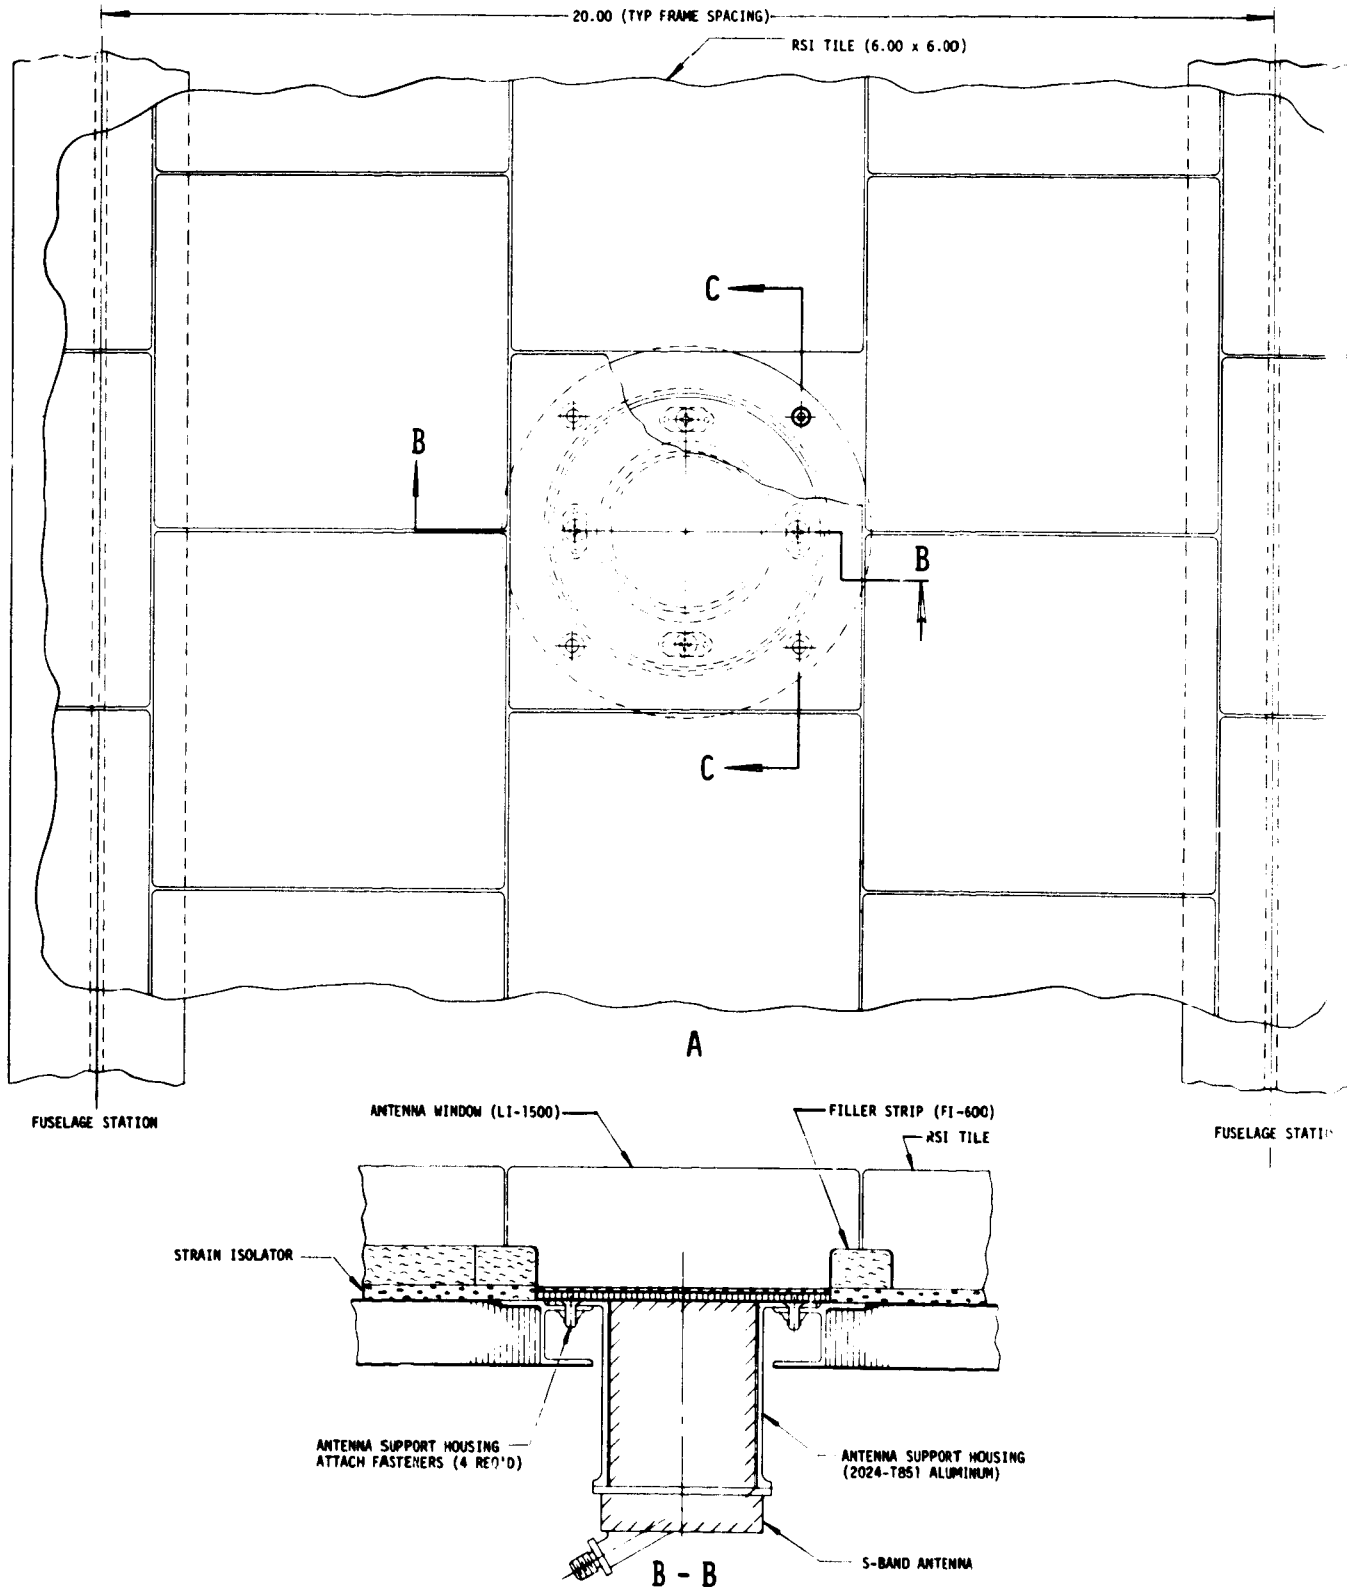 20.00 (TYP FRAME SPACING)
RSI TILE (6.00 x 6.00)
C
B
B
C
A
FUSELAGE STATION
ANTENNA WINDOW (LI-1500)
FILLER STRIP (FI-600)
RSI TILE
FUSELAGE STATI
STRAIN ISOLATOR
ANTENNA SUPPORT HOUSING
ATTACH FASTENERS (4 REQ'D)
ANTENNA SUPPORT HOUSING
(2024-T851 ALUMINUM)
S-BAND ANTENNA
B - B